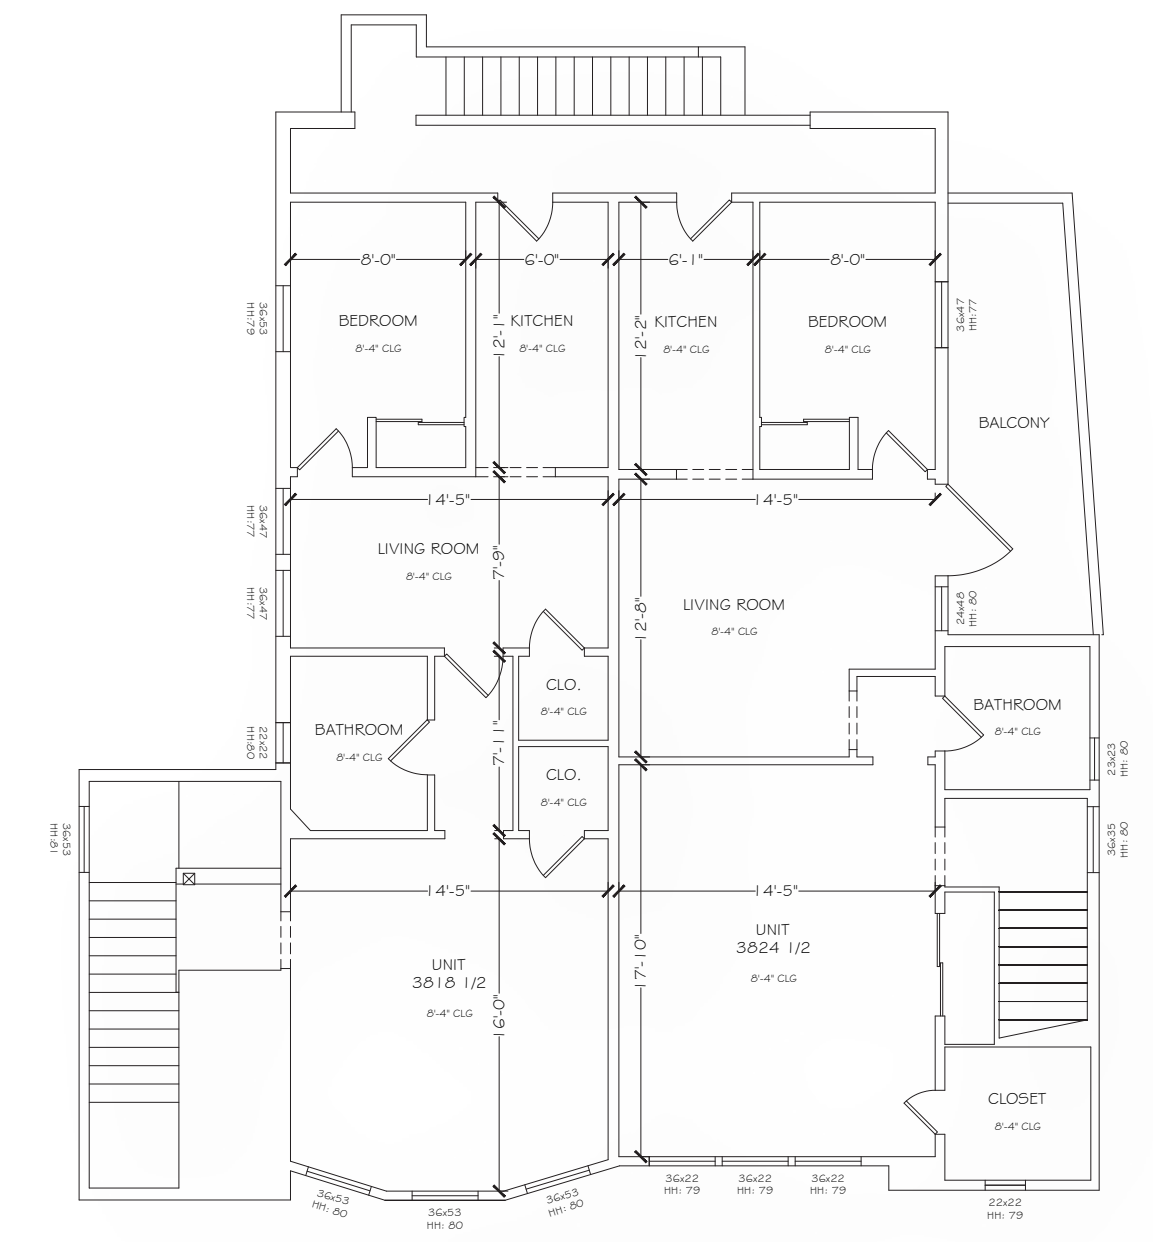 8'-0"
6'-0"
6'-1"
8'-0"
36x53
HH:79
BEDROOM
8'-4" CLG
12'-1"
KITCHEN
8'-4" CLG
12'-2"
KITCHEN
8'-4" CLG
BEDROOM
8'-4" CLG
36x47
HH:77
BALCONY
14'-5"
14'-5"
36x47
HH:77
LIVING ROOM
8'-4" CLG
7'-9"
36x47
HH:77
12'-8"
LIVING ROOM
8'-4" CLG
24x48
HH: 80
CLO.
8'-4" CLG
22x22
HH:80
BATHROOM
8'-4" CLG
7'-11"
BATHROOM
8'-4" CLG
23x23
HH: 80
CLO.
8'-4" CLG
36x53
HH:81
36x35
HH: 80
14'-5"
14'-5"
UNIT
3818 1/2
8'-4" CLG
16'-0"
17'-10"
UNIT
3824 1/2
8'-4" CLG
CLOSET
8'-4" CLG
36x53
HH: 80
36x53
HH: 80
36x53
HH: 80
36x22
HH: 79
36x22
HH: 79
36x22
HH: 79
22x22
HH: 79